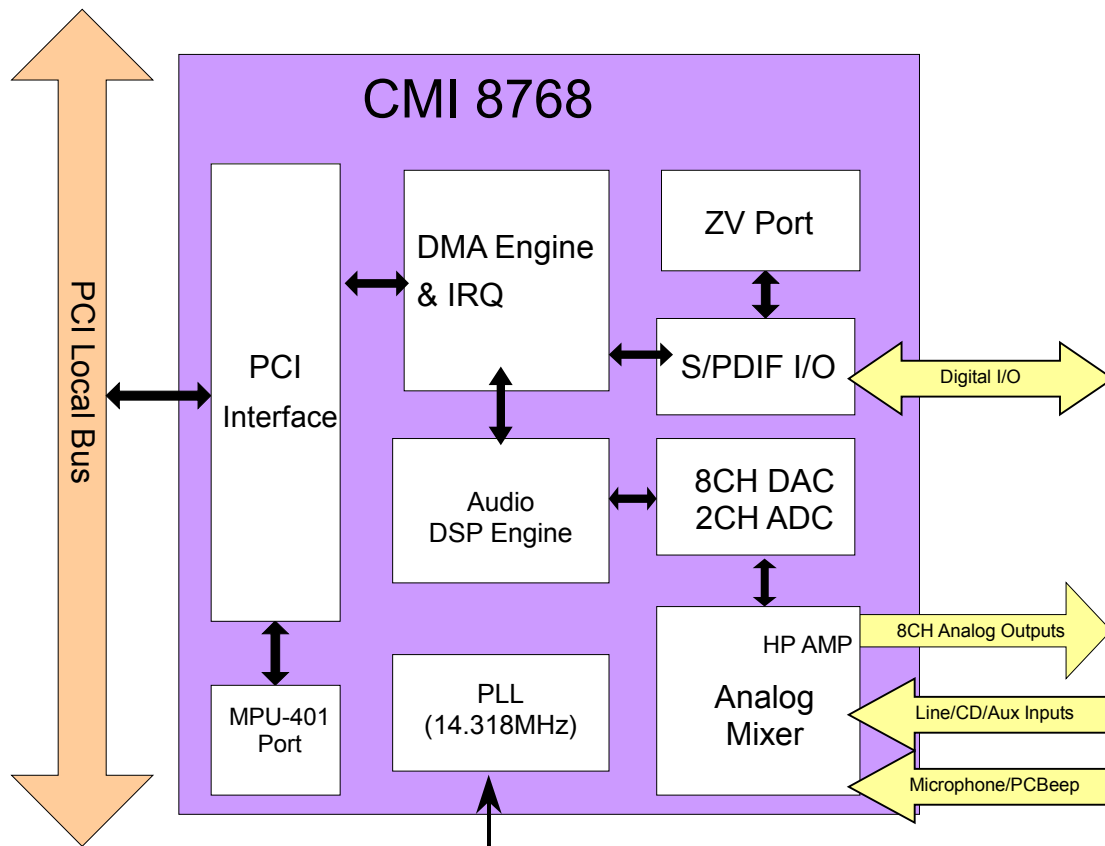 CMI 8768
PCI Local Bus
PCI
Interface
DMA Engine
& IRQ
ZV Port
S/PDIF I/O
Digital I/O
Audio
DSP Engine
8CH DAC
2CH ADC
HP AMP
8CH Analog Outputs
Analog
Mixer
Line/CD/Aux Inputs
Microphone/PCBeep
MPU-401
Port
PLL
(14.318MHz)